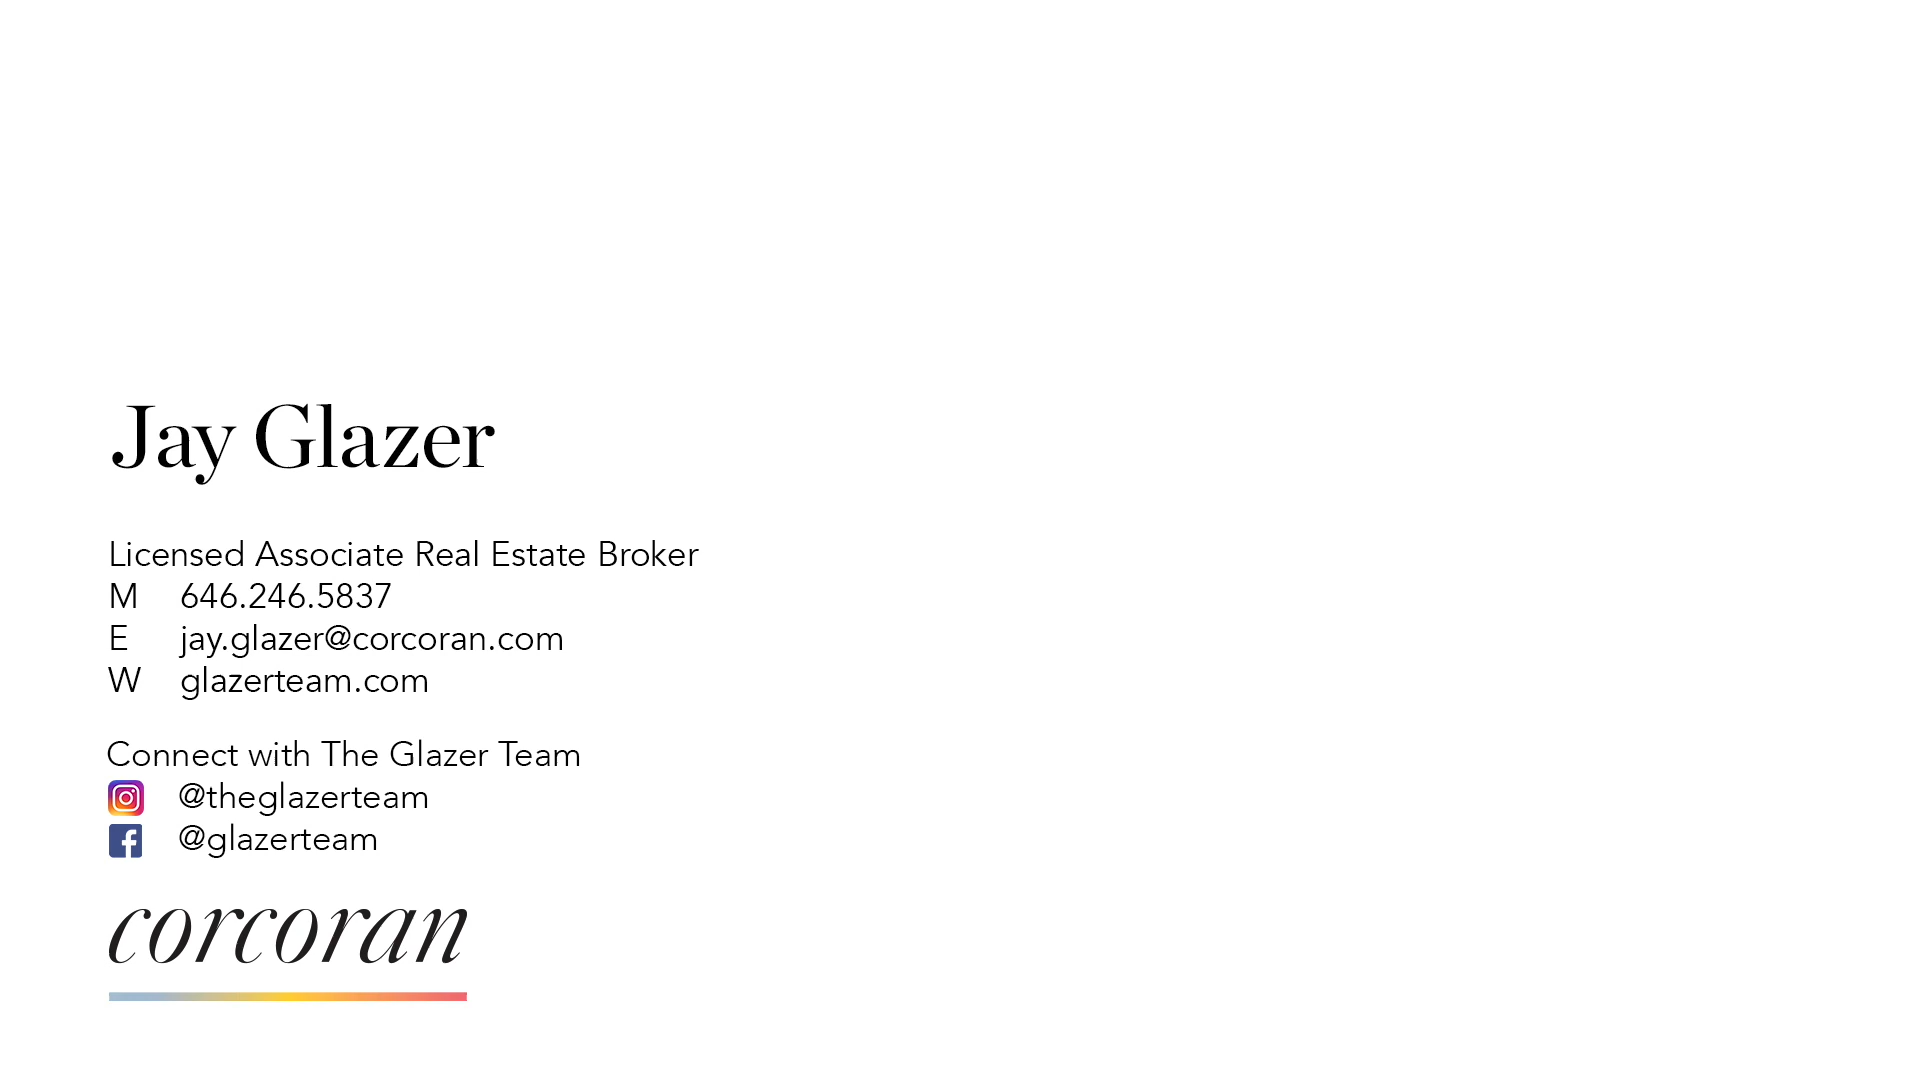 Jay Glazer
Licensed Associate Real Estate Broker
M 646.246.5837
E jay.glazer@corcoran.com
W glazerteam.com
Connect with The Glazer Team
@theglazerteam
@glazerteam
corcoran